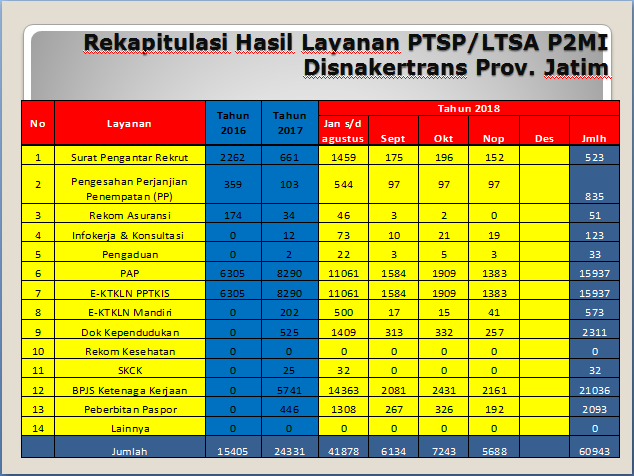 Rekapitulasi Hasil Layanan PTSP/LTSA P2MI
Disnakertrans Prov. Jatim
No Layanan Tahun 2016 Tahun 2017 Tahun 2018
Jan s/d agustus Sept Okt Nop Des Jmlh
1 Surat Pengantar Rekrut 2262 661 1459 175 196 152 523
2 Pengesahan Perjanjian Penempatan (PP) 359 103 544 97 97 97 835
3 Rekom Asuransi 174 34 46 3 2 0 51
4 Infokerja & Konsultasi 0 12 73 10 21 19 123
5 Pengaduan 0 2 22 3 5 3 33
6 PAP 6305 8290 11061 1584 1909 1383 15937
7 E-KTKLN PPTKIS 6305 8290 11061 1584 1909 1383 15937
8 E-KTKLN Mandiri 0 202 500 17 15 41 573
9 Dok Kependudukan 0 525 1409 313 332 257 2311
10 Rekom Kesehatan 0 0 0 0 0 0 0
11 SKCK 0 25 32 0 0 0 32
12 BPJS Ketenaga Kerjaan 0 5741 14363 2081 2431 2161 21036
13 Peberbitan Paspor 0 446 1308 267 326 192 2093
14 Lainnya 0 0 0 0 0 0 0
Jumlah 15405 24331 41878 6134 7243 5688 60943